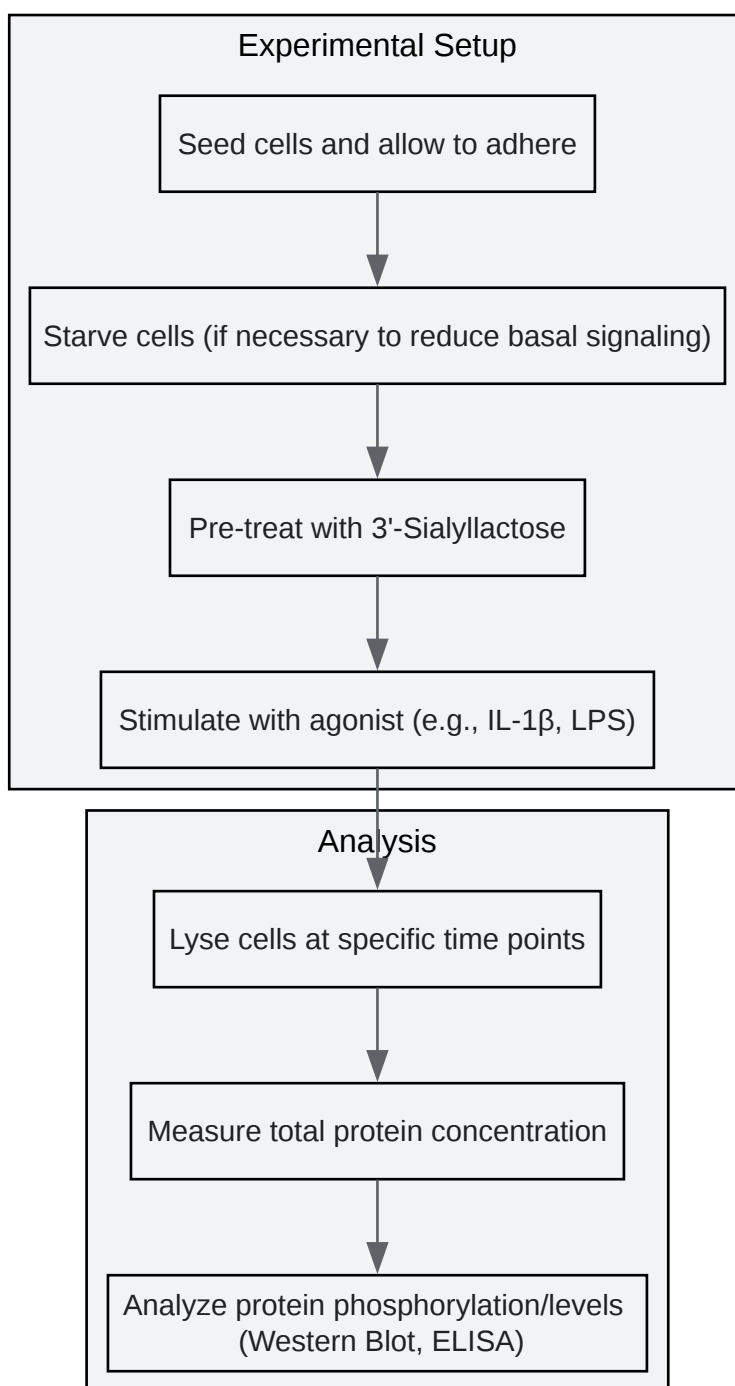 Experimental Setup
Seed cells and allow to adhere
Starve cells (if necessary to reduce basal signaling)
Pre-treat with 3'-Sialyllactose
Stimulate with agonist (e.g., IL-1β, LPS)
Analysis
Lyse cells at specific time points
Measure total protein concentration
Analyze protein phosphorylation/levels
(Western Blot, ELISA)